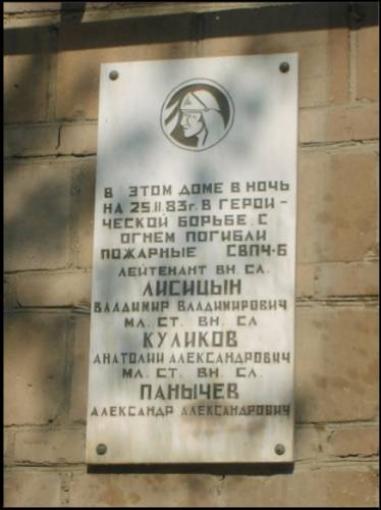 В ЭТОМ ДОМЕ В НОЧЬ
НА 25.II.83г. В ГЕРОИ-
ЧЕСКОЙ БОРЬБЕ С
ОГНЕМ ПОГИБЛИ
ПОЖАРНЫЕ СВПЧ-6
ЛЕЙТЕНАНТ ВН. СЛ.
ЛИСИЦЫН
ВЛАДИМИР ВЛАДИМИРОВИЧ
МЛ. СТ. ВН. СЛ
КУЛИКОВ
АНАТОЛИЙ АЛЕКСАНДРОВИЧ
МЛ. СТ. ВН. СЛ.
ПАНЫЧЕВ
АЛЕКСАНДР АЛЕКСАНДРОВИЧ